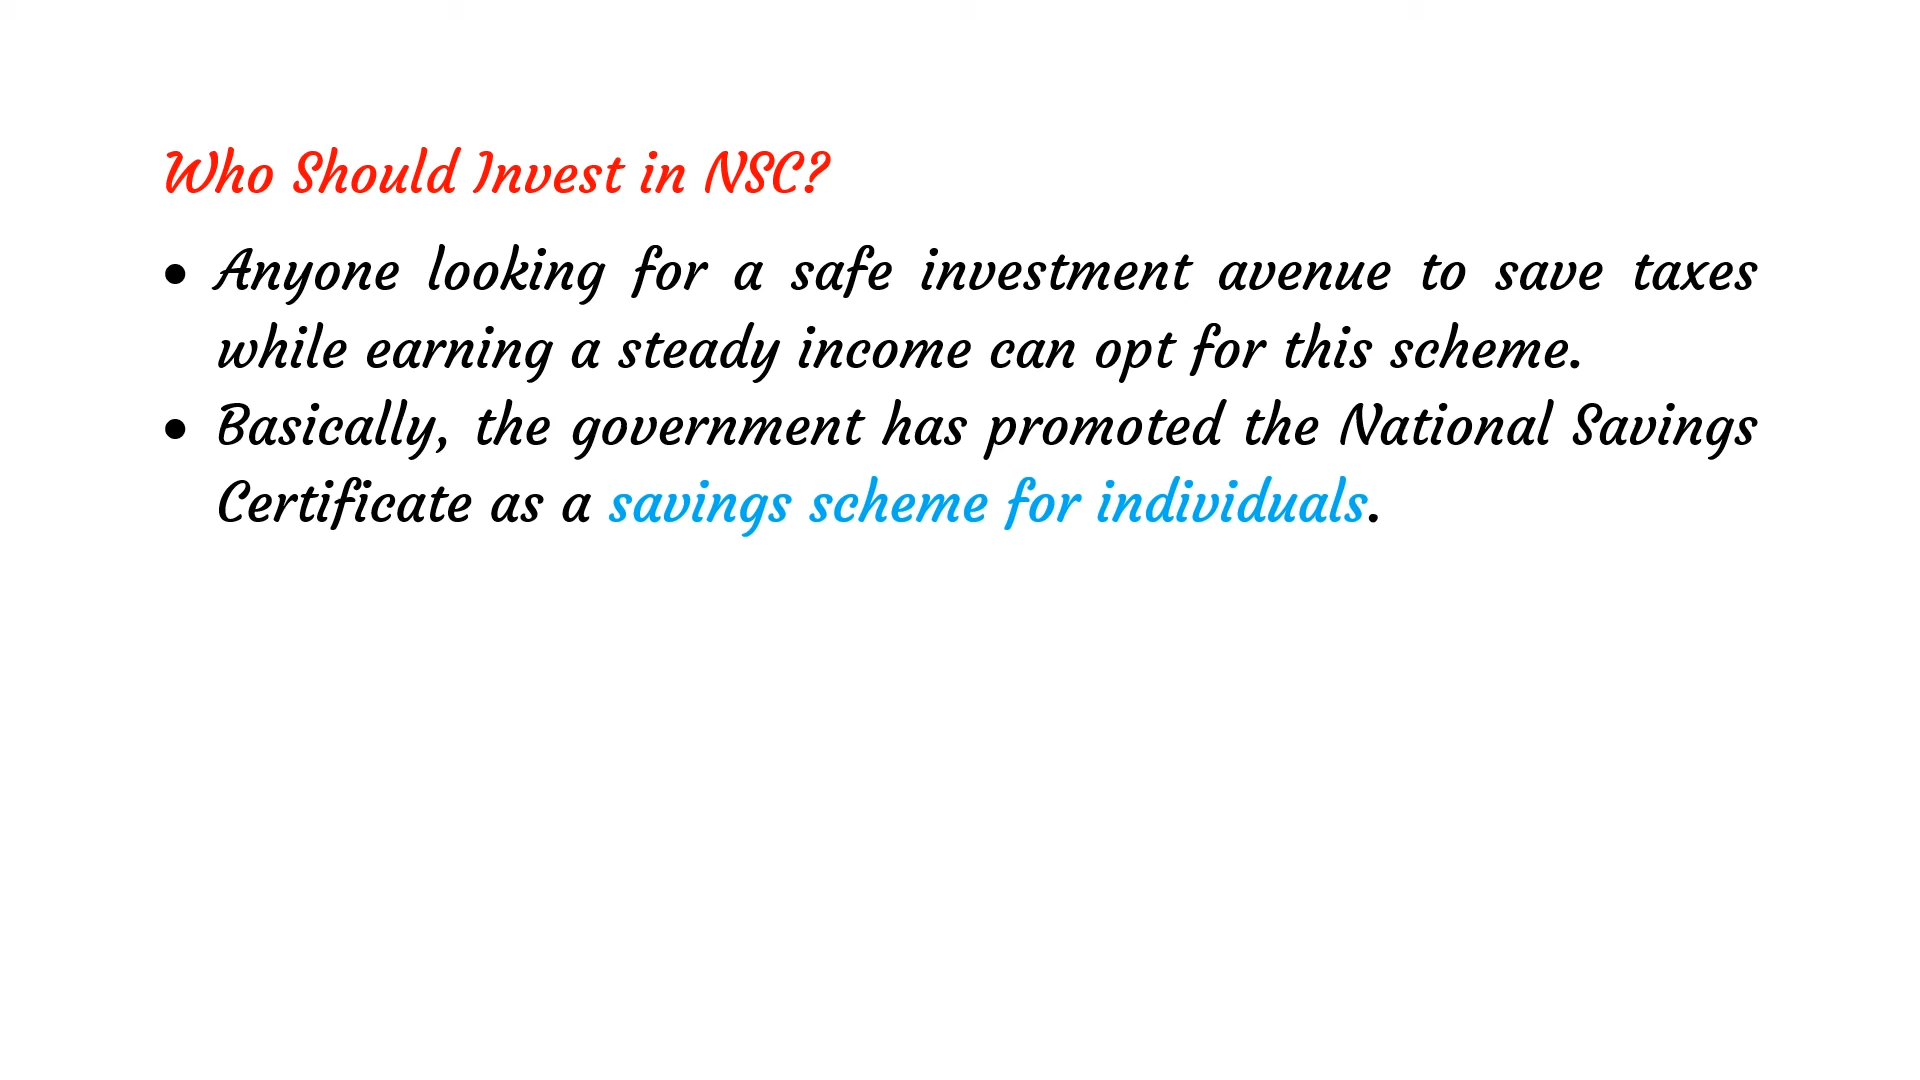 Who Should Invest in NSC?
• Anyone looking for a safe investment avenue to save taxes
while earning a steady income can opt for this scheme.
• Basically, the government has promoted the National Savings
Certificate as a savings scheme for individuals.